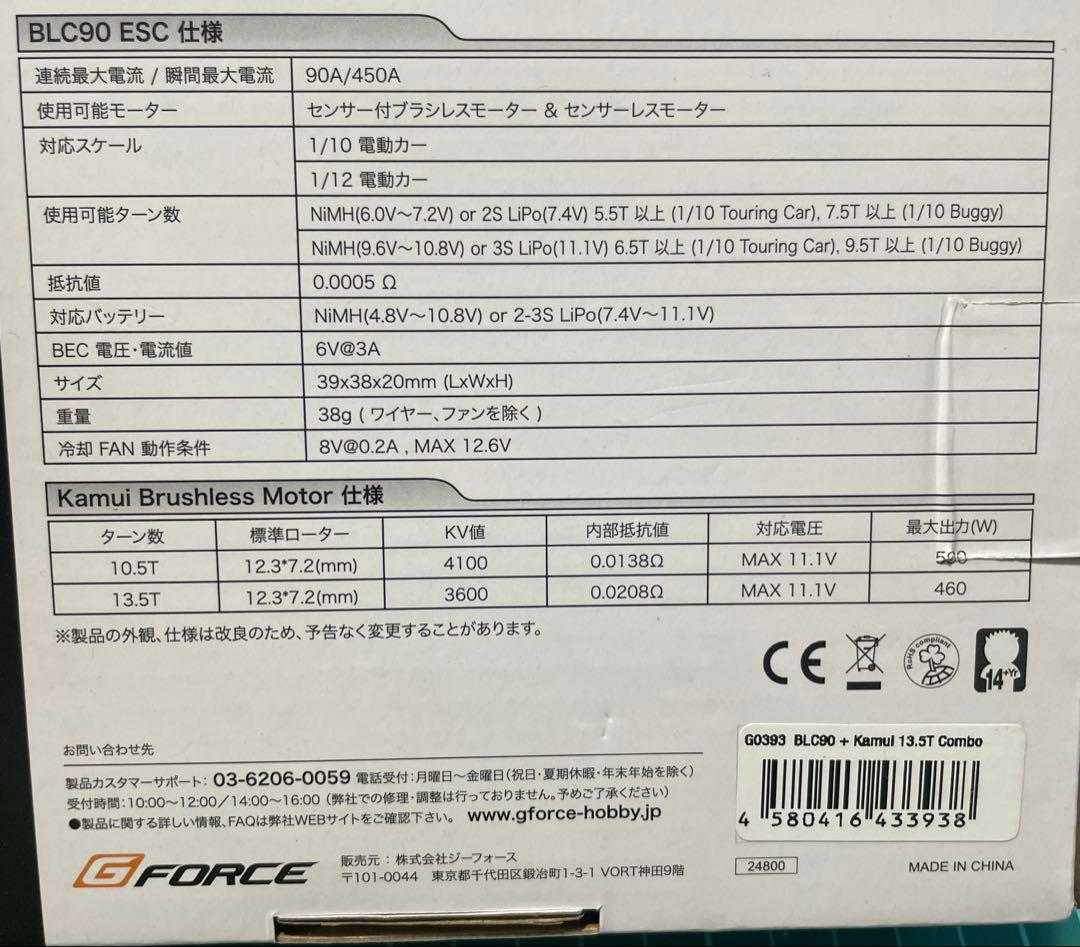 BLC90 ESC 仕様
連続最大電流 / 瞬間最大電流 90A/450A
使用可能モーター センサー付ブラシレスモーター & センサーレスモーター
対応スケール 1/10 電動カー
1/12 電動カー
使用可能ターン数 NiMH(6.0V～7.2V) or 2S LiPo(7.4V) 5.5T 以上 (1/10 Touring Car), 7.5T 以上 (1/10 Buggy)
NiMH(9.6V～10.8V) or 3S LiPo(11.1V) 6.5T 以上 (1/10 Touring Car), 9.5T 以上 (1/10 Buggy)
抵抗値 0.0005 Ω
対応バッテリー NiMH(4.8V～10.8V) or 2-3S LiPo(7.4V～11.1V)
BEC 電圧・電流値 6V@3A
サイズ 39x38x20mm (LxWxH)
重量 38g ( ワイヤー、ファンを除く )
冷却 FAN 動作条件 8V@0.2A , MAX 12.6V
Kamui Brushless Motor 仕様
ターン数 標準ローター KV値 内部抵抗値 対応電圧 最大出力(W)
10.5T 12.3*7.2(mm) 4100 0.0138Ω MAX 11.1V
13.5T 12.3*7.2(mm) 3600 0.0208Ω MAX 11.1V 460
※製品の外観、仕様は改良のため、予告なく変更することがあります。
CE
RoHS compliant
14+Yr
お問い合わせ先
製品カスタマーサポート: 03-6206-0059 電話受付:月曜日～金曜日(祝日・夏期休暇・年末年始を除く)
受付時間:10:00～12:00/14:00～16:00 (弊社での修理・調整は行っておりません。予めご了承ください)
●製品に関する詳しい情報、FAQは弊社WEBサイトをご確認下さい。 www.gforce-hobby.jp
G0393 BLC90 + Kamui 13.5T Combo
4 580416 433938
GFORCE
販売元 : 株式会社ジーフォース
〒101-0044 東京都千代田区鍛冶町1-3-1 VORT神田9階
24800
MADE IN CHINA